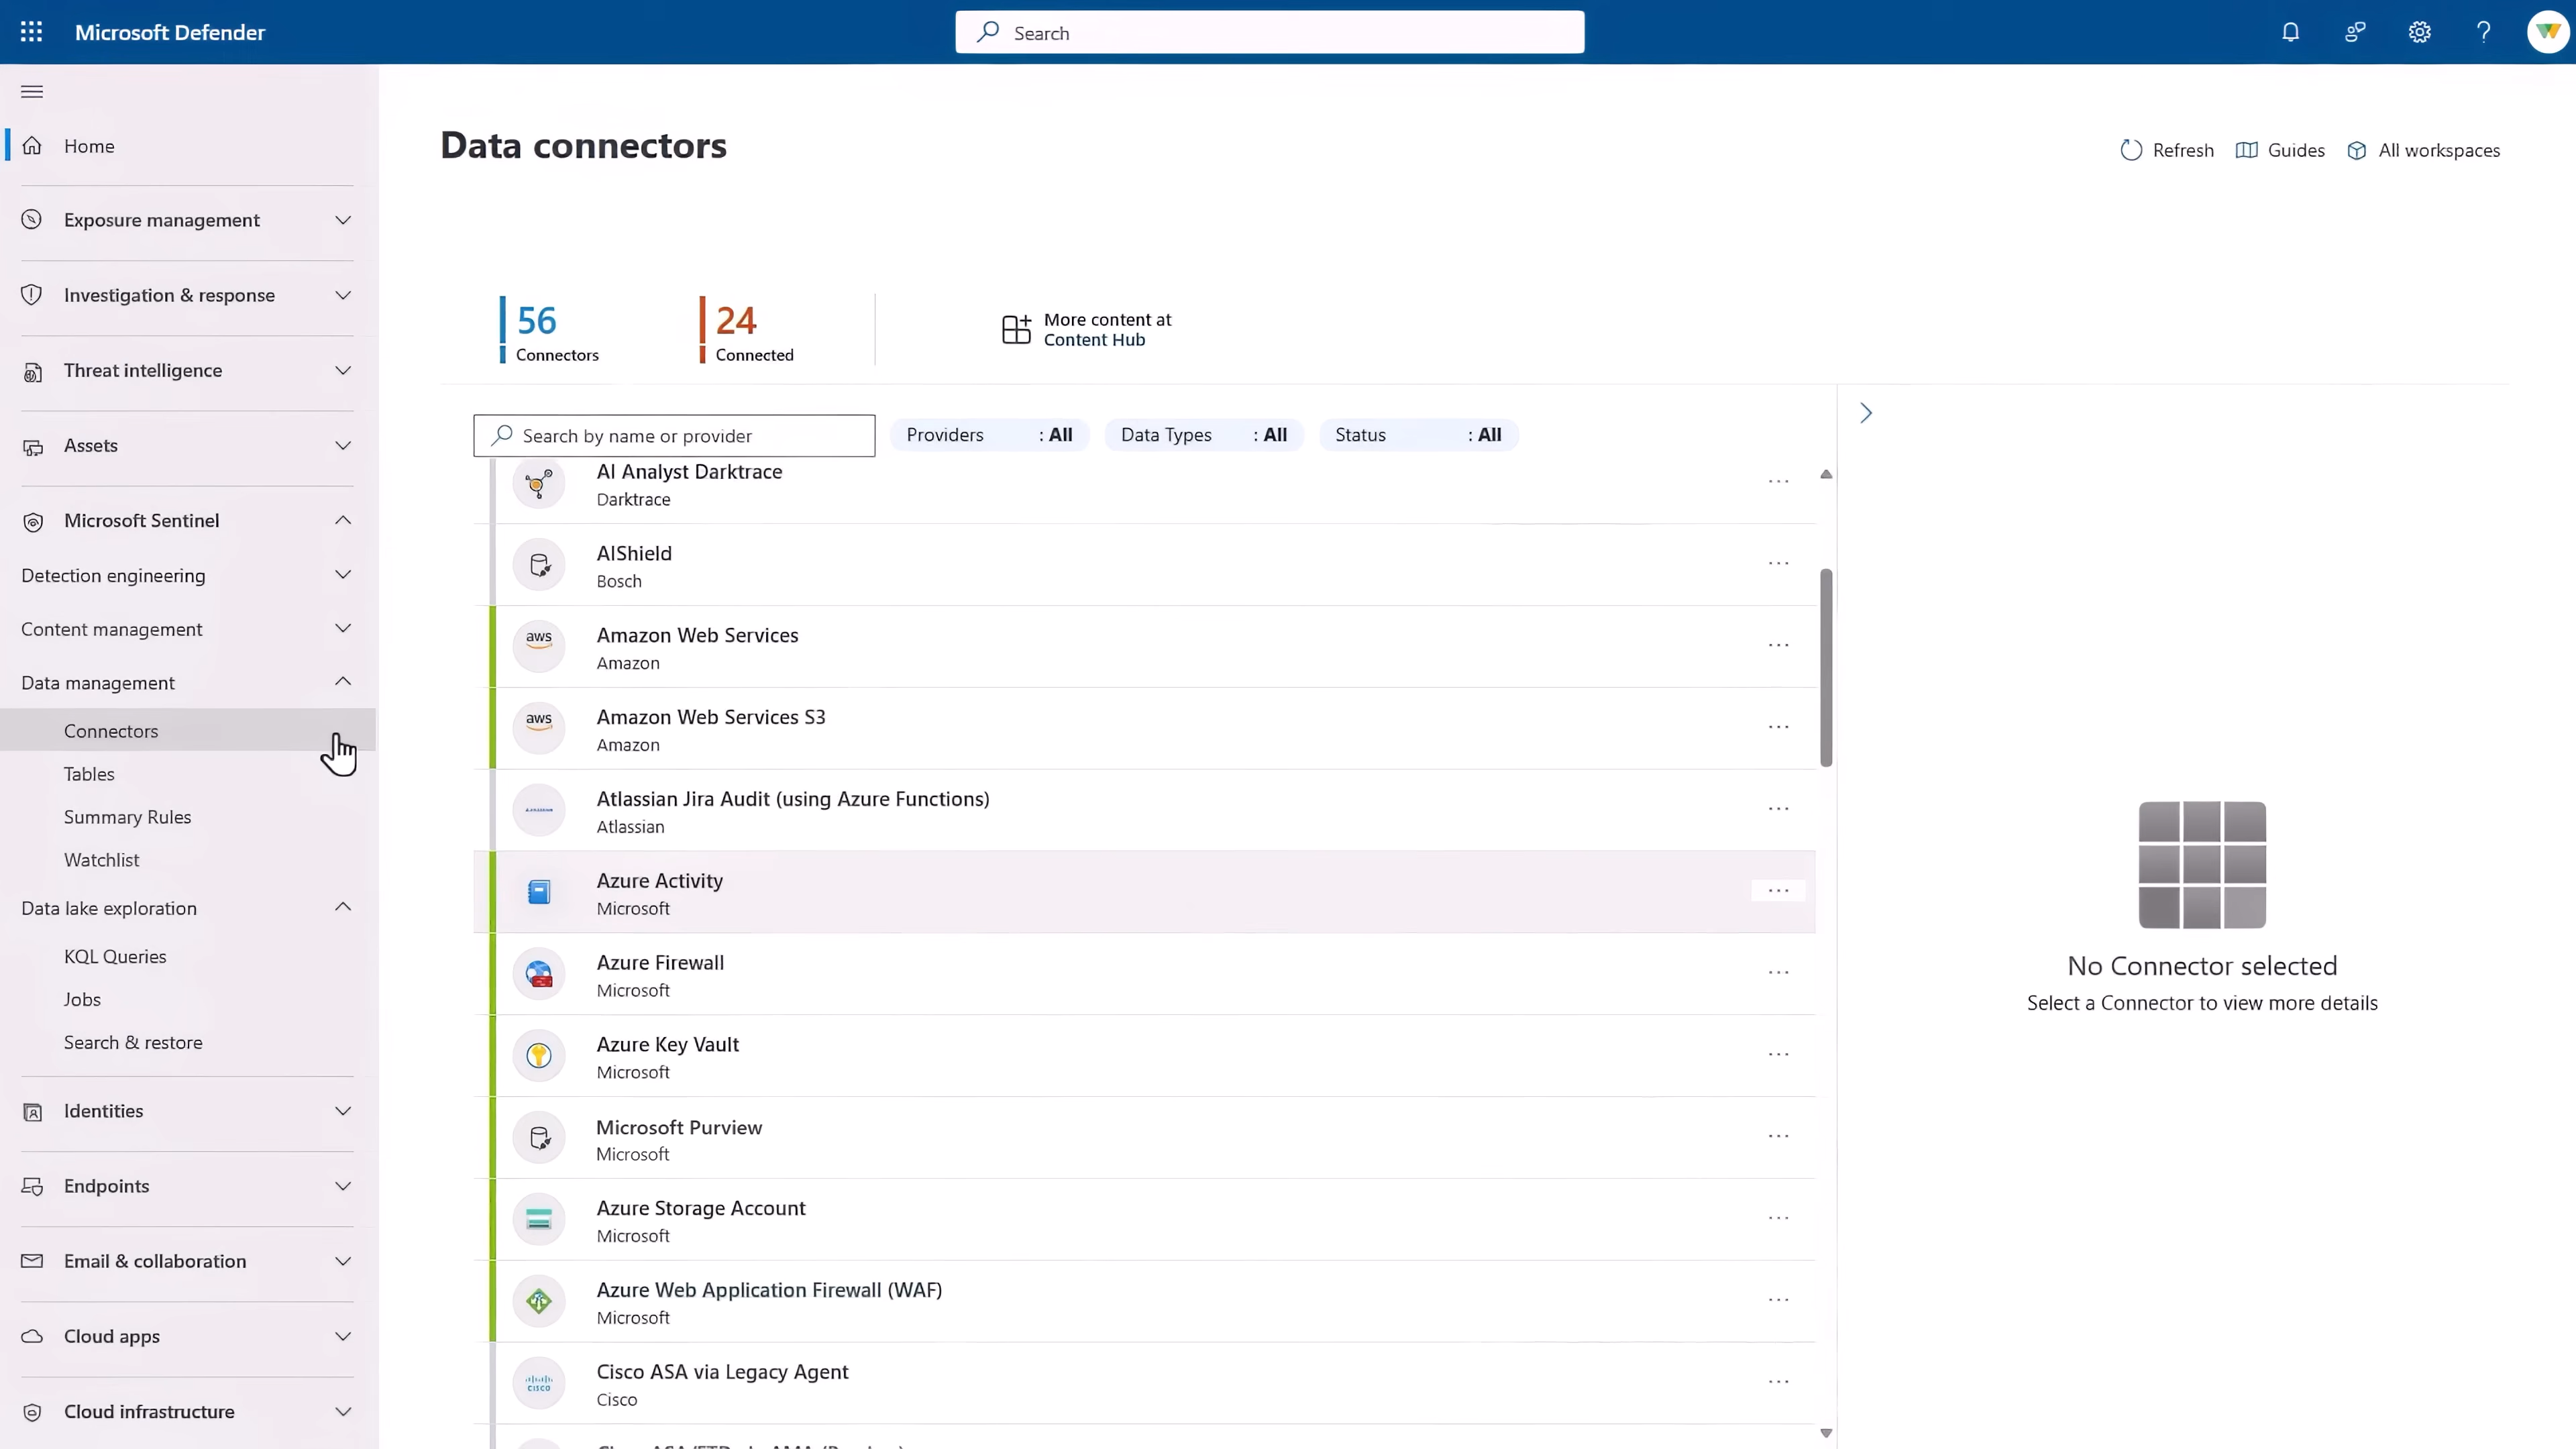 Microsoft Defender
Search
Home
Exposure management
Investigation & response
Threat intelligence
Assets
Microsoft Sentinel
Detection engineering
Content management
Data management
Connectors
Tables
Summary Rules
Watchlist
Data lake exploration
KQL Queries
Jobs
Search & restore
Identities
Endpoints
Email & collaboration
Cloud apps
Cloud infrastructure
Data connectors
Refresh
Guides
All workspaces
56
Connectors
24
Connected
More content at
Content Hub
Search by name or provider
Providers : All
Data Types : All
Status : All
AI Analyst Darktrace
Darktrace
AIShield
Bosch
aws
Amazon Web Services
Amazon
aws
Amazon Web Services S3
Amazon
Atlassian Jira Audit (using Azure Functions)
Atlassian
Azure Activity
Microsoft
Azure Firewall
Microsoft
Azure Key Vault
Microsoft
Microsoft Purview
Microsoft
Azure Storage Account
Microsoft
Azure Web Application Firewall (WAF)
Microsoft
CISCO
Cisco ASA via Legacy Agent
Cisco
No Connector selected
Select a Connector to view more details